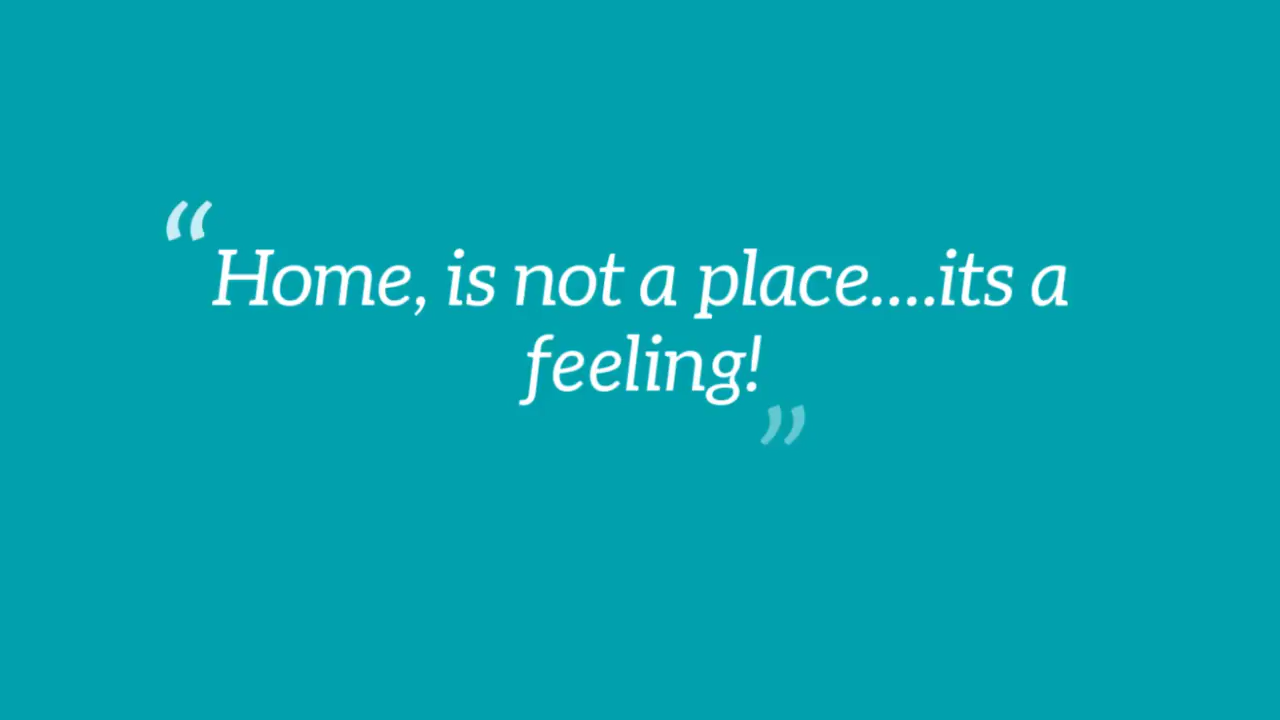 “Home, is not a place....its a
feeling!”